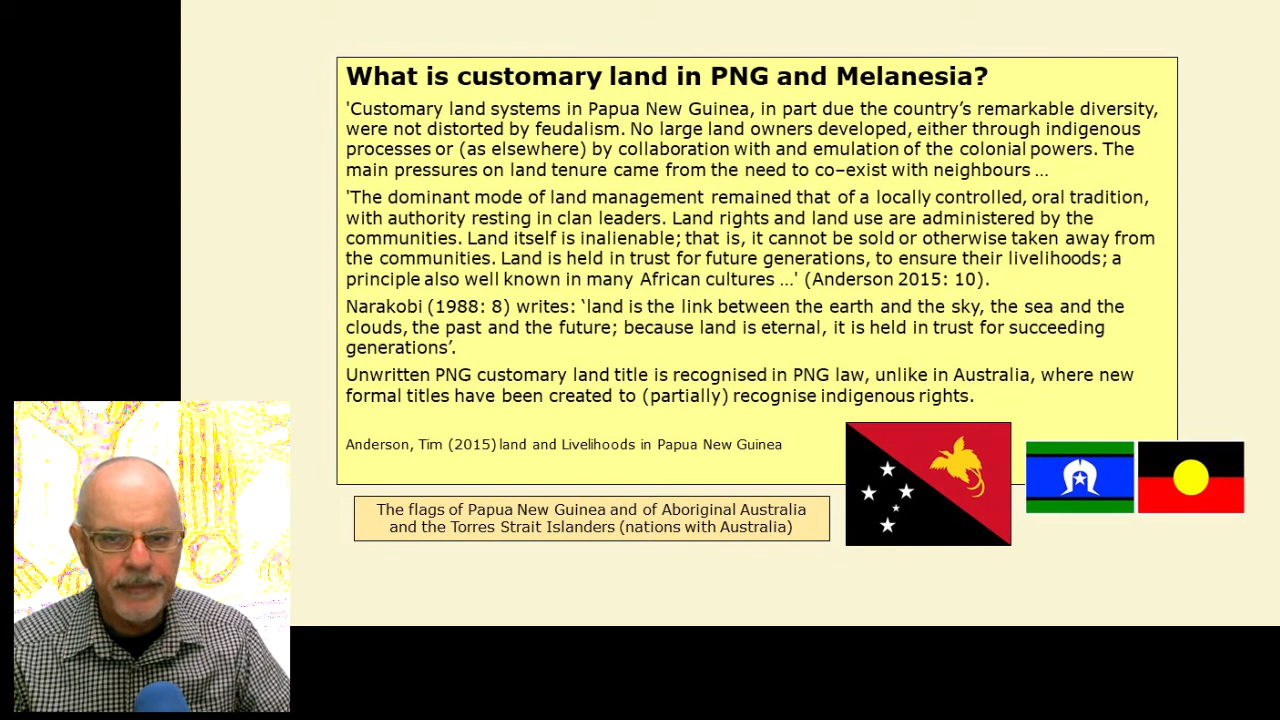 What is customary land in PNG and Melanesia?
'Customary land systems in Papua New Guinea, in part due the country’s remarkable diversity,
were not distorted by feudalism. No large land owners developed, either through indigenous
processes or (as elsewhere) by collaboration with and emulation of the colonial powers. The
main pressures on land tenure came from the need to co–exist with neighbours …
'The dominant mode of land management remained that of a locally controlled, oral tradition,
with authority resting in clan leaders. Land rights and land use are administered by the
communities. Land itself is inalienable; that is, it cannot be sold or otherwise taken away from
the communities. Land is held in trust for future generations, to ensure their livelihoods; a
principle also well known in many African cultures …' (Anderson 2015: 10).
Narakobi (1988: 8) writes: ‘land is the link between the earth and the sky, the sea and the
clouds, the past and the future; because land is eternal, it is held in trust for succeeding
generations’.
Unwritten PNG customary land title is recognised in PNG law, unlike in Australia, where new
formal titles have been created to (partially) recognise indigenous rights.
Anderson, Tim (2015) land and Livelihoods in Papua New Guinea
The flags of Papua New Guinea and of Aboriginal Australia
and the Torres Strait Islanders (nations with Australia)